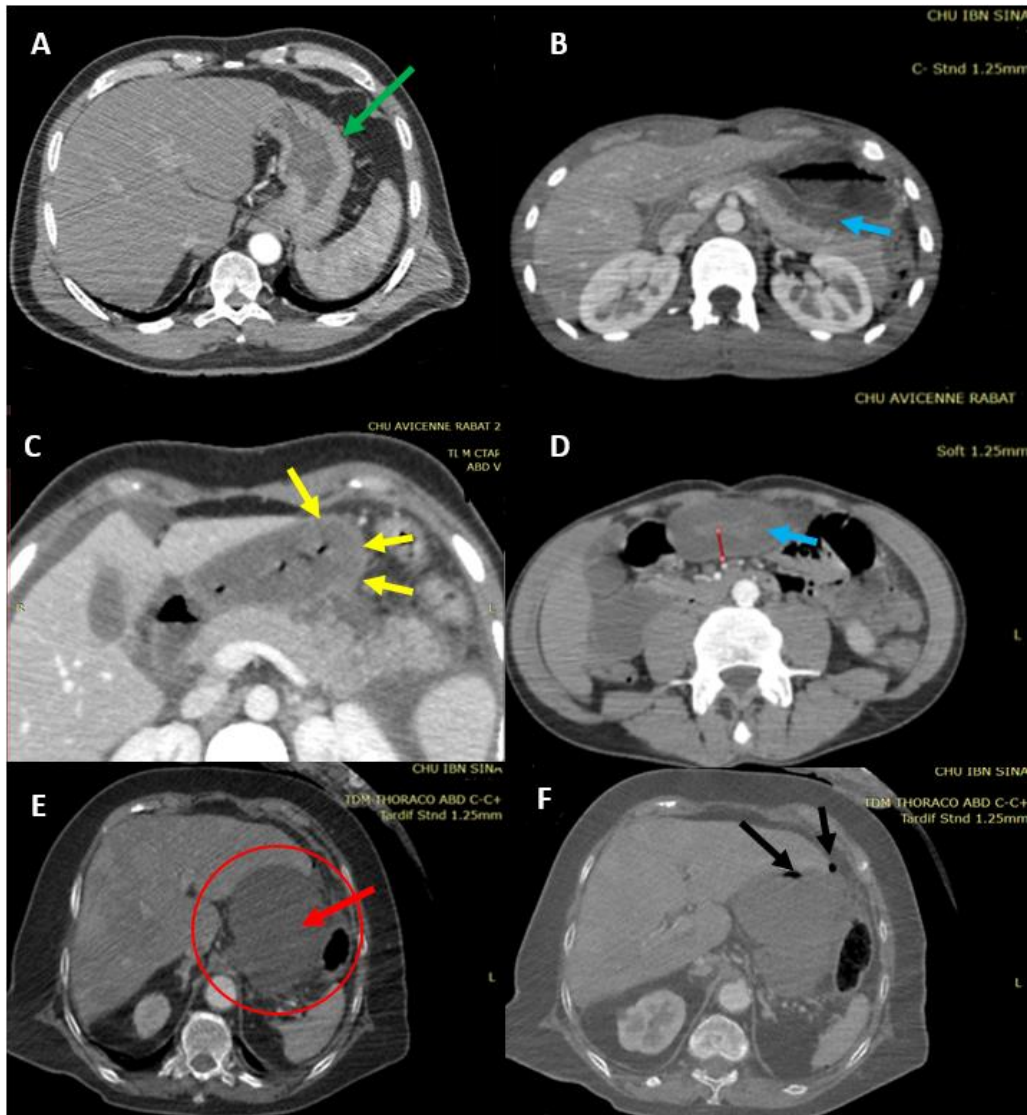 A
CHU IBN SINA
B
C- Stnd 1.25mm
CHU AVICENNE RABAT
CHU AVICENNE RABAT 2
C
TL M CTAP
ABD V
D
Soft 1.25mm
R
L
L
CHU IBN SINA
E
TDM THORACO ABD C-C+
Tardif Stnd 1.25mm
L
CHU IBN SINA
F
TDM THORACO ABD C-C+
Tardif Stnd 1.25mm
L